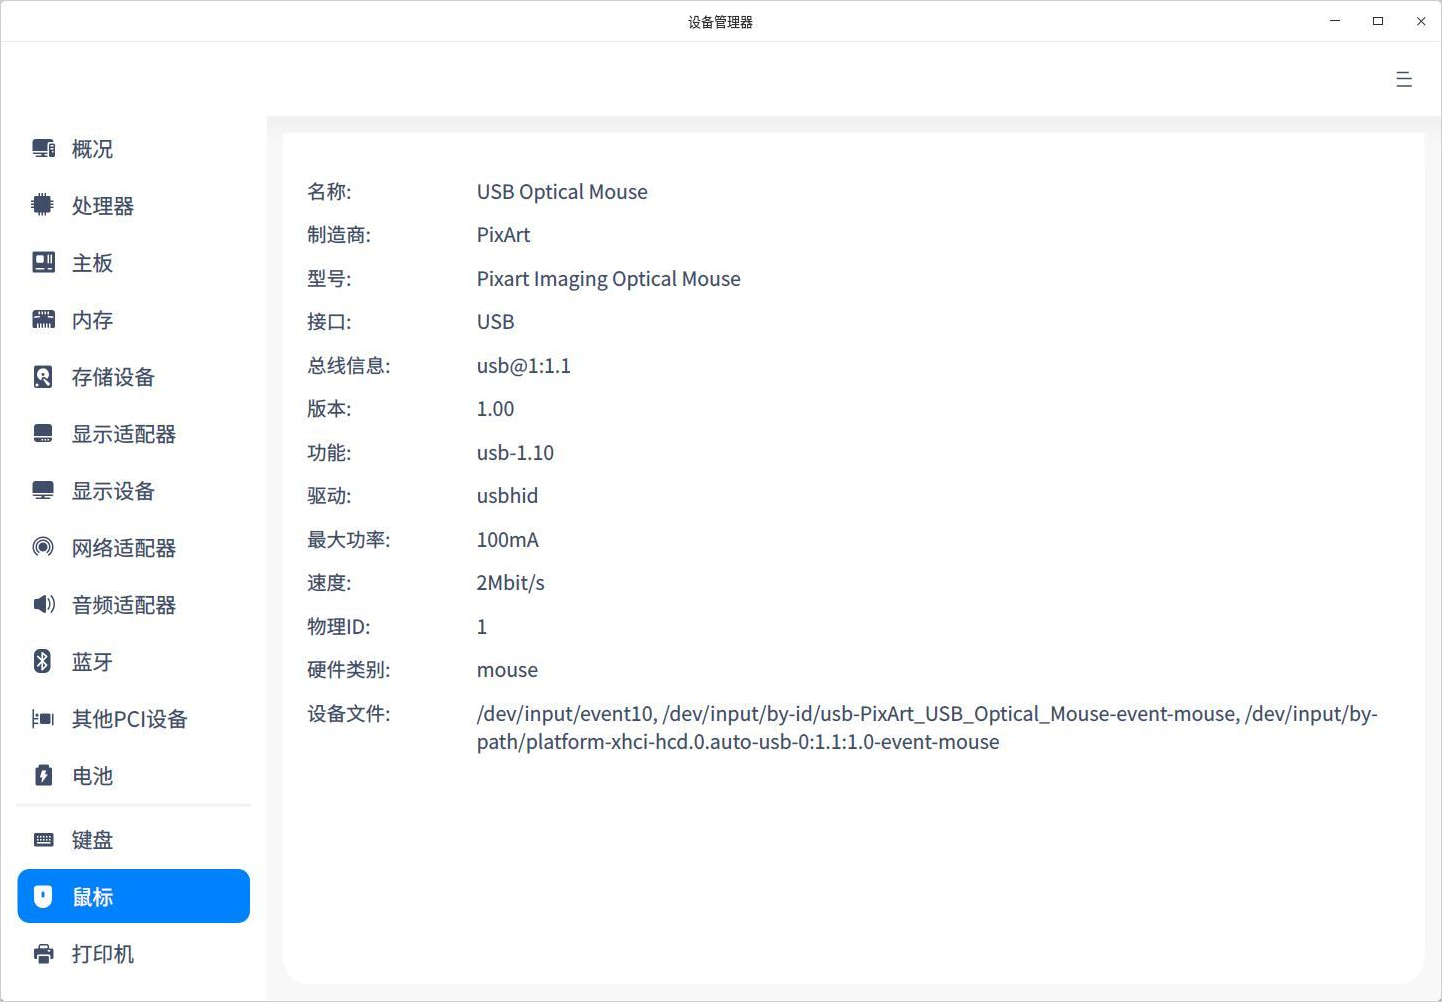 设备管理器
概况
处理器
主板
内存
存储设备
显示适配器
显示设备
网络适配器
音频适配器
蓝牙
其他PCI设备
电池
键盘
鼠标
打印机
名称: USB Optical Mouse
制造商: PixArt
型号: Pixart Imaging Optical Mouse
接口: USB
总线信息: usb@1:1.1
版本: 1.00
功能: usb-1.10
驱动: usbhid
最大功率: 100mA
速度: 2Mbit/s
物理ID: 1
硬件类别: mouse
设备文件: /dev/input/event10, /dev/input/by-id/usb-PixArt_USB_Optical_Mouse-event-mouse, /dev/input/by-
path/platform-xhci-hcd.0.auto-usb-0:1.1:1.0-event-mouse